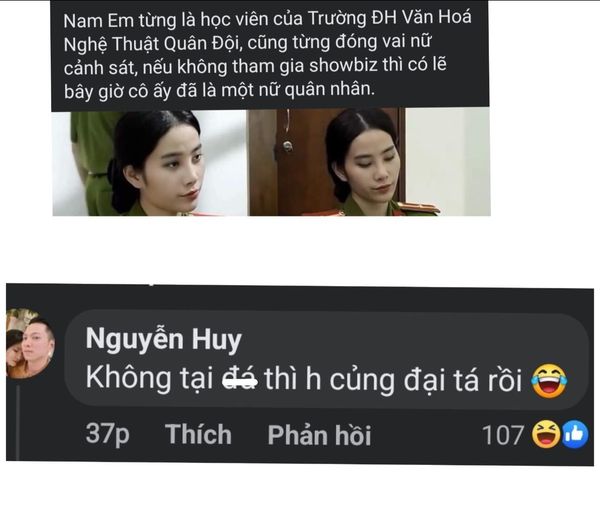 Nam Em từng là học viên của Trường ĐH Văn Hoá
Nghệ Thuật Quân Đội, cũng từng đóng vai nữ
cảnh sát, nếu không tham gia showbiz thì có lẽ
bây giờ cô ấy đã là một nữ quân nhân.
Nguyễn Huy
Không tại đá thì h củng đại tá rồi 😂
37p Thích Phản hồi 107